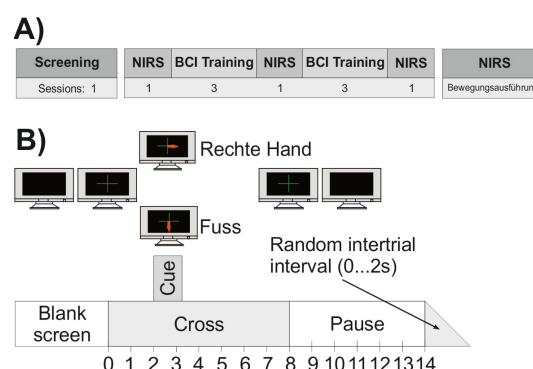 A)
Screening NIRS BCI Training NIRS BCI Training NIRS NIRS
Sessions: 1 1 3 1 3 1 Bewegungsausführun
B)
Rechte Hand
Fuss
Random intertrial
interval (0...2s)
Cue
Blank
screen
Cross
Pause
0 1 2 3 4 5 6 7 8 9 10 11 12 13 14